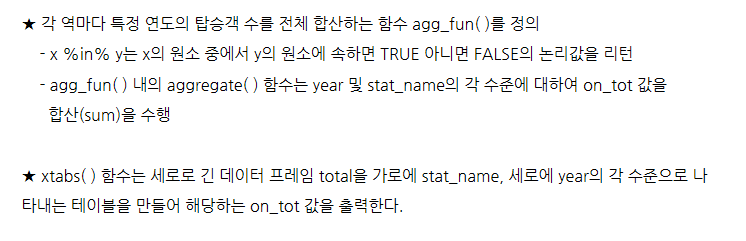 ★ 각 역마다 특정 연도의 탑승객 수를 전체 합산하는 함수 agg_fun( )를 정의
- x %in% y는 x의 원소 중에서 y의 원소에 속하면 TRUE 아니면 FALSE의 논리값을 리턴
- agg_fun( ) 내의 aggregate( ) 함수는 year 및 stat_name의 각 수준에 대하여 on_tot 값을
합산(sum)을 수행
★ xtabs( ) 함수는 세로로 긴 데이터 프레임 total을 가로에 stat_name, 세로에 year의 각 수준으로 나
타내는 테이블을 만들어 해당하는 on_tot 값을 출력한다.